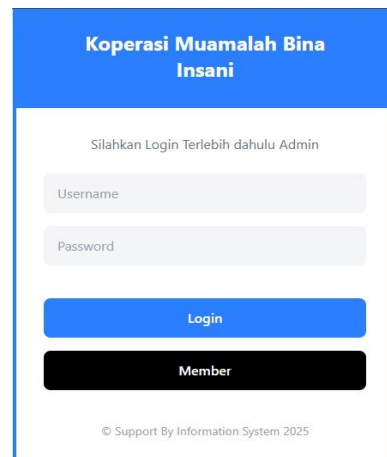 Koperasi Muamalah Bina
Insani
Silahkan Login Terlebih dahulu Admin
Username
Password
Login
Member
© Support By Information System 2025